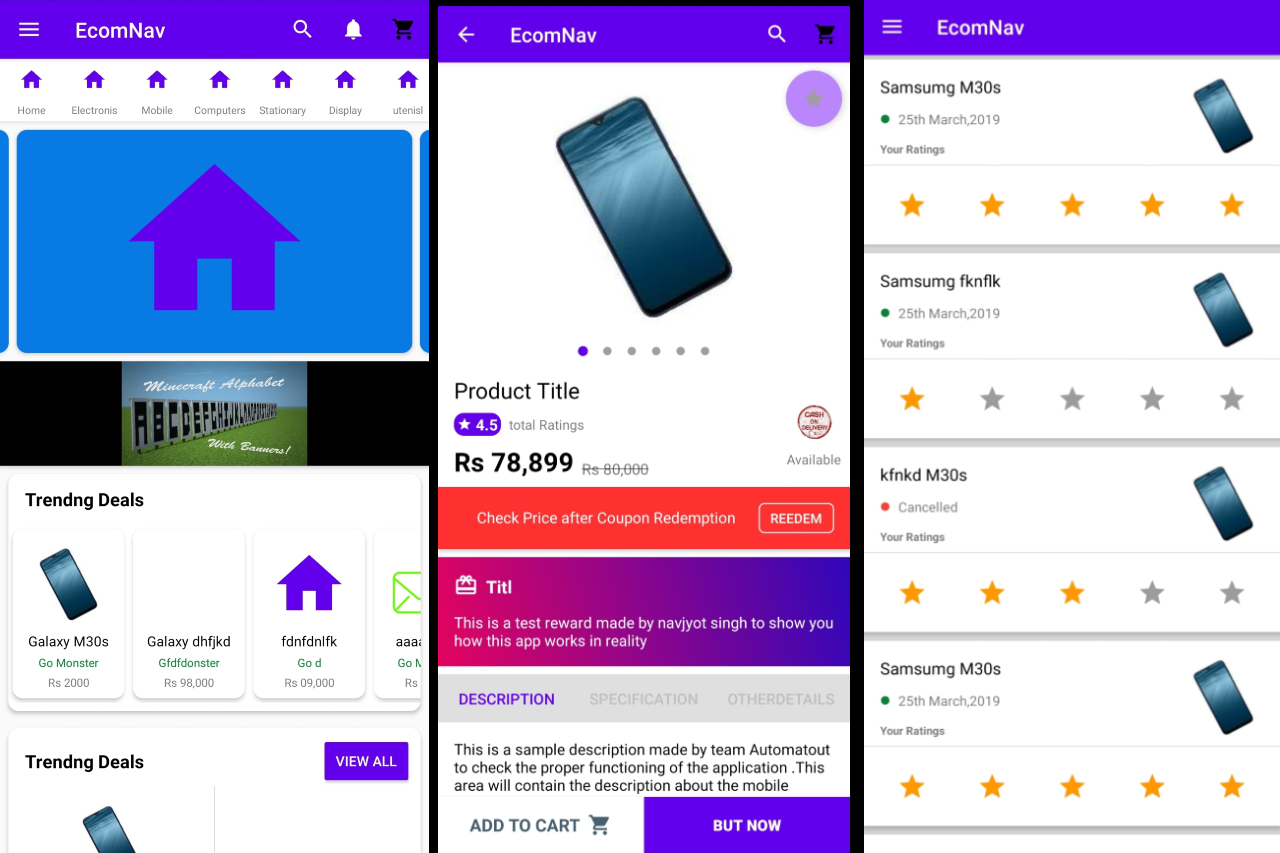 EcomNav
Home
Electronis
Mobile
Computers
Stationary
Display
utenisl
Minecraft Alphabet
ABCDEFGHIJKLMNOPQRSTUVWXYZ
With Banners!
Trendng Deals
Galaxy M30s
Go Monster
Rs 2000
Galaxy dhfjkd
Gfdfdonster
Rs 98,000
fdnfdnlfk
Go d
Rs 09,000
aaaa
Go M
Rs
Trendng Deals
VIEW ALL
EcomNav
Product Title
4.5 total Ratings
CASH
ON
DELIVERY
Rs 78,899 Rs 80,000
Available
Check Price after Coupon Redemption
REEDEM
Titl
This is a test reward made by navjyot singh to show you
how this app works in reality
DESCRIPTION
SPECIFICATION
OTHERDETAILS
This is a sample description made by team Automatout
to check the proper functioning of the application .This
area will contain the description about the mobile
ADD TO CART
BUT NOW
EcomNav
Samsumg M30s
25th March,2019
Your Ratings
Samsumg fknflk
25th March,2019
Your Ratings
kfnkd M30s
Cancelled
Your Ratings
Samsumg M30s
25th March,2019
Your Ratings